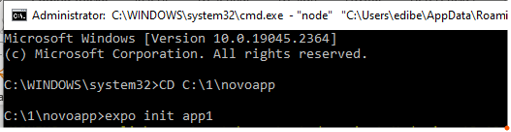 Administrator: C:\WINDOWS\system32\cmd.exe - "node" "C:\Users\edibe\AppData\Roami
Microsoft Windows [Version 10.0.19045.2364]
(c) Microsoft Corporation. All rights reserved.
C:\WINDOWS\system32>CD C:\1\novoapp
C:\1\novoapp>expo init app1